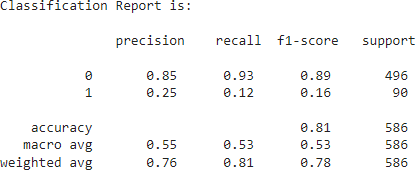 Classification Report is:
precision recall f1-score support
0 0.85 0.93 0.89 496
1 0.25 0.12 0.16 90
accuracy 0.81 586
macro avg 0.55 0.53 0.53 586
weighted avg 0.76 0.81 0.78 586